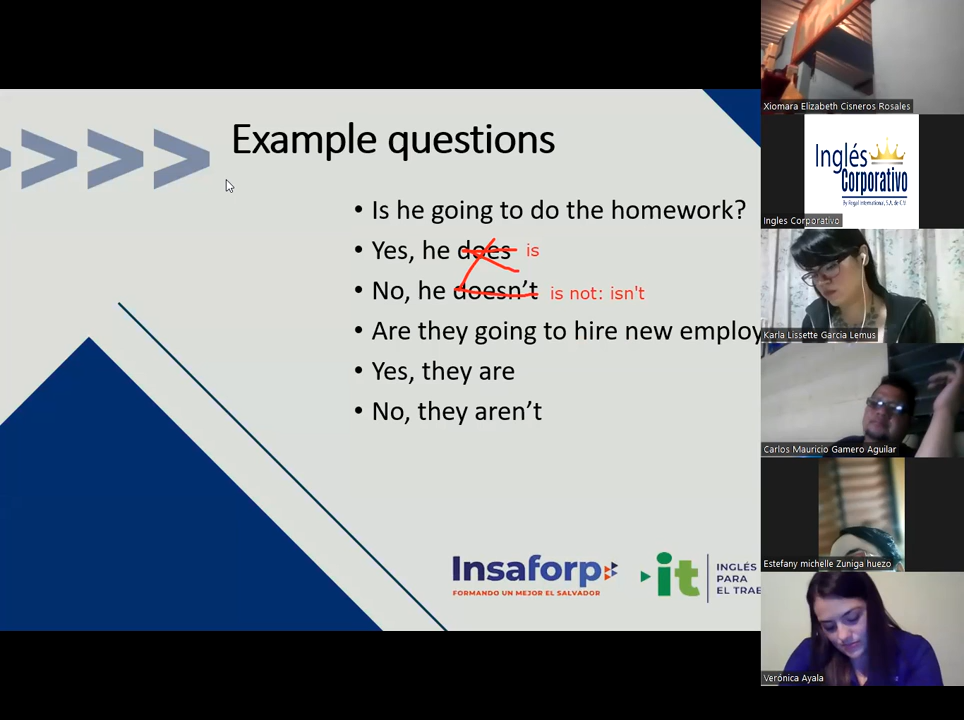 Example questions
• Is he going to do the homework?
• Yes, he does is
• No, he doesn't is not: isn't
• Are they going to hire new employ
• Yes, they are
• No, they aren't
Insaforp
FORMANDO UN MEJOR EL SALVADOR
it
INGLÉS
PARA
EL TRAB
Xiomara Elizabeth Cisneros Rosales
Inglés
Corporativo
By Regal International, S.A. de C.V.
Ingles Corporativo
Karla Lissette Garcia Lemus
Carlos Mauricio Gamero Aguilar
Estefany michelle Zuniga huezo
Verónica Ayala